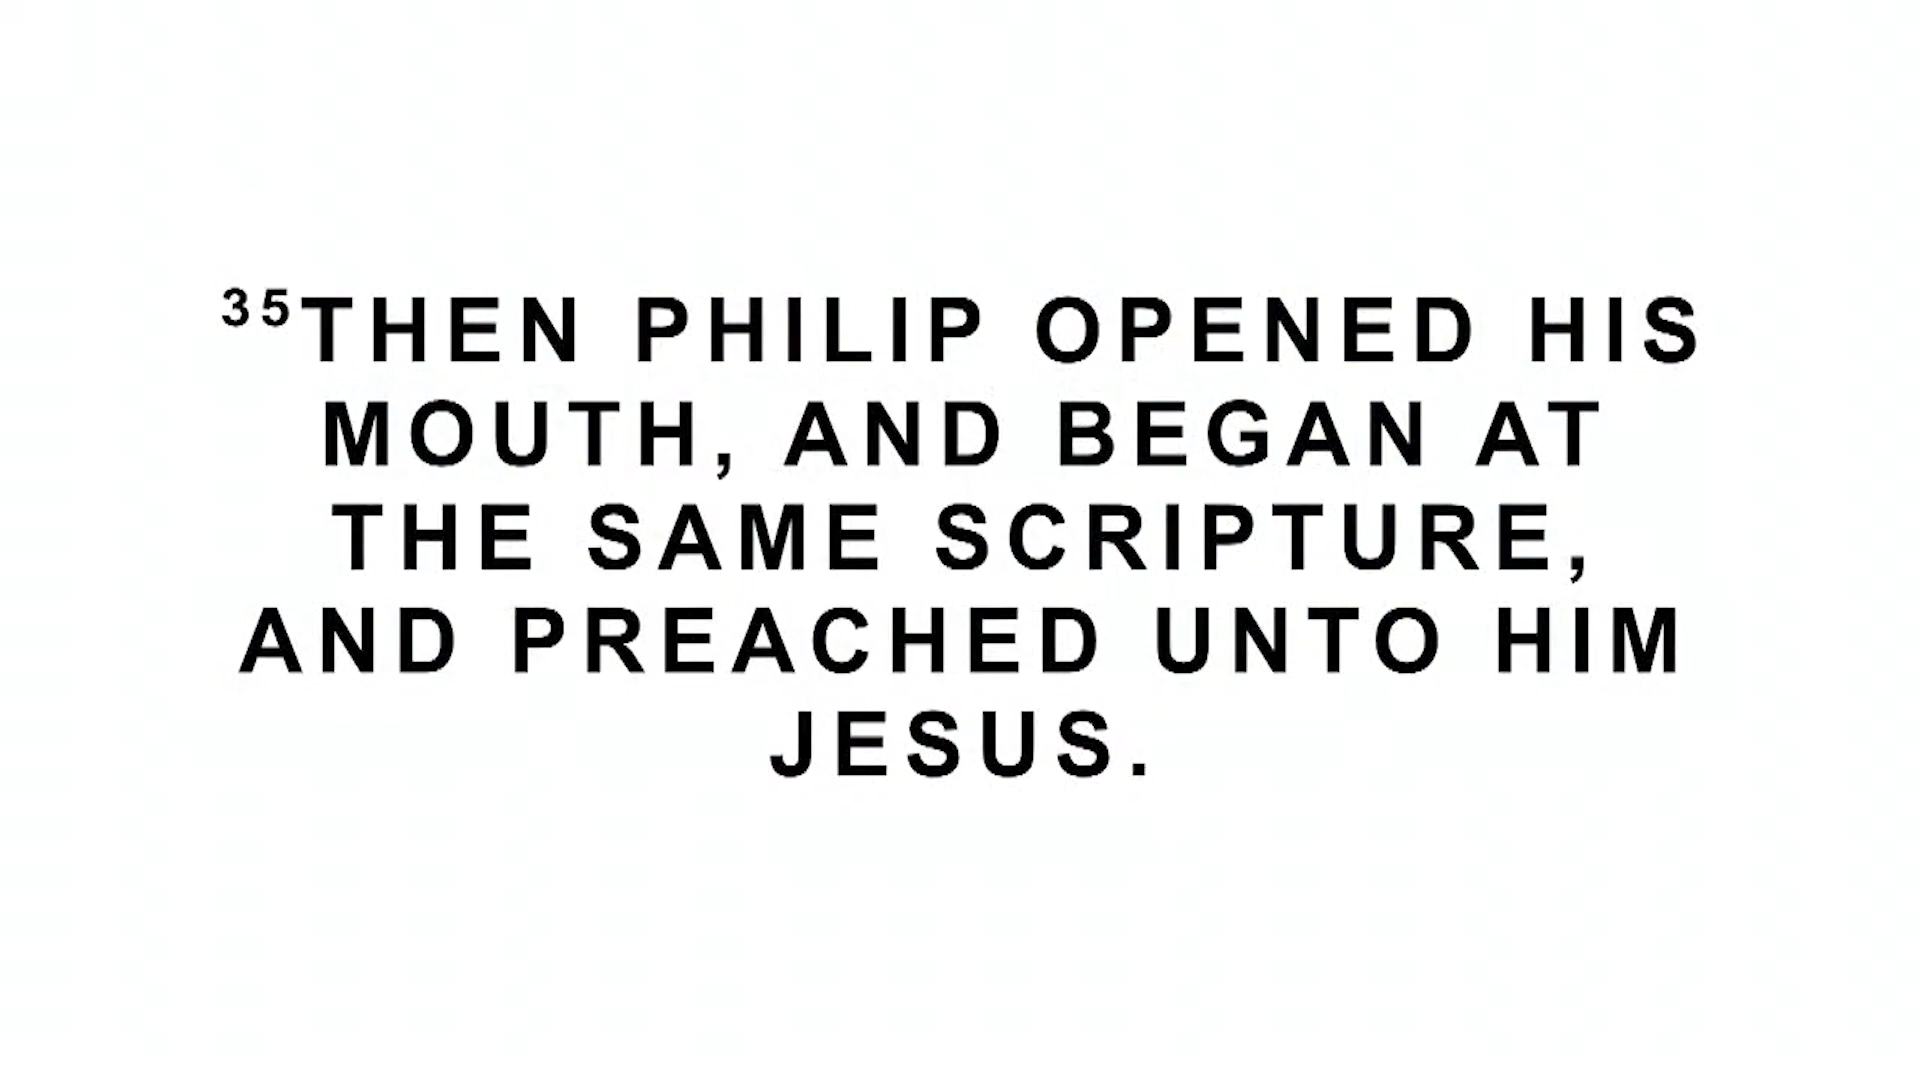 ³⁵THEN PHILIP OPENED HIS
MOUTH, AND BEGAN AT
THE SAME SCRIPTURE,
AND PREACHED UNTO HIM
JESUS.